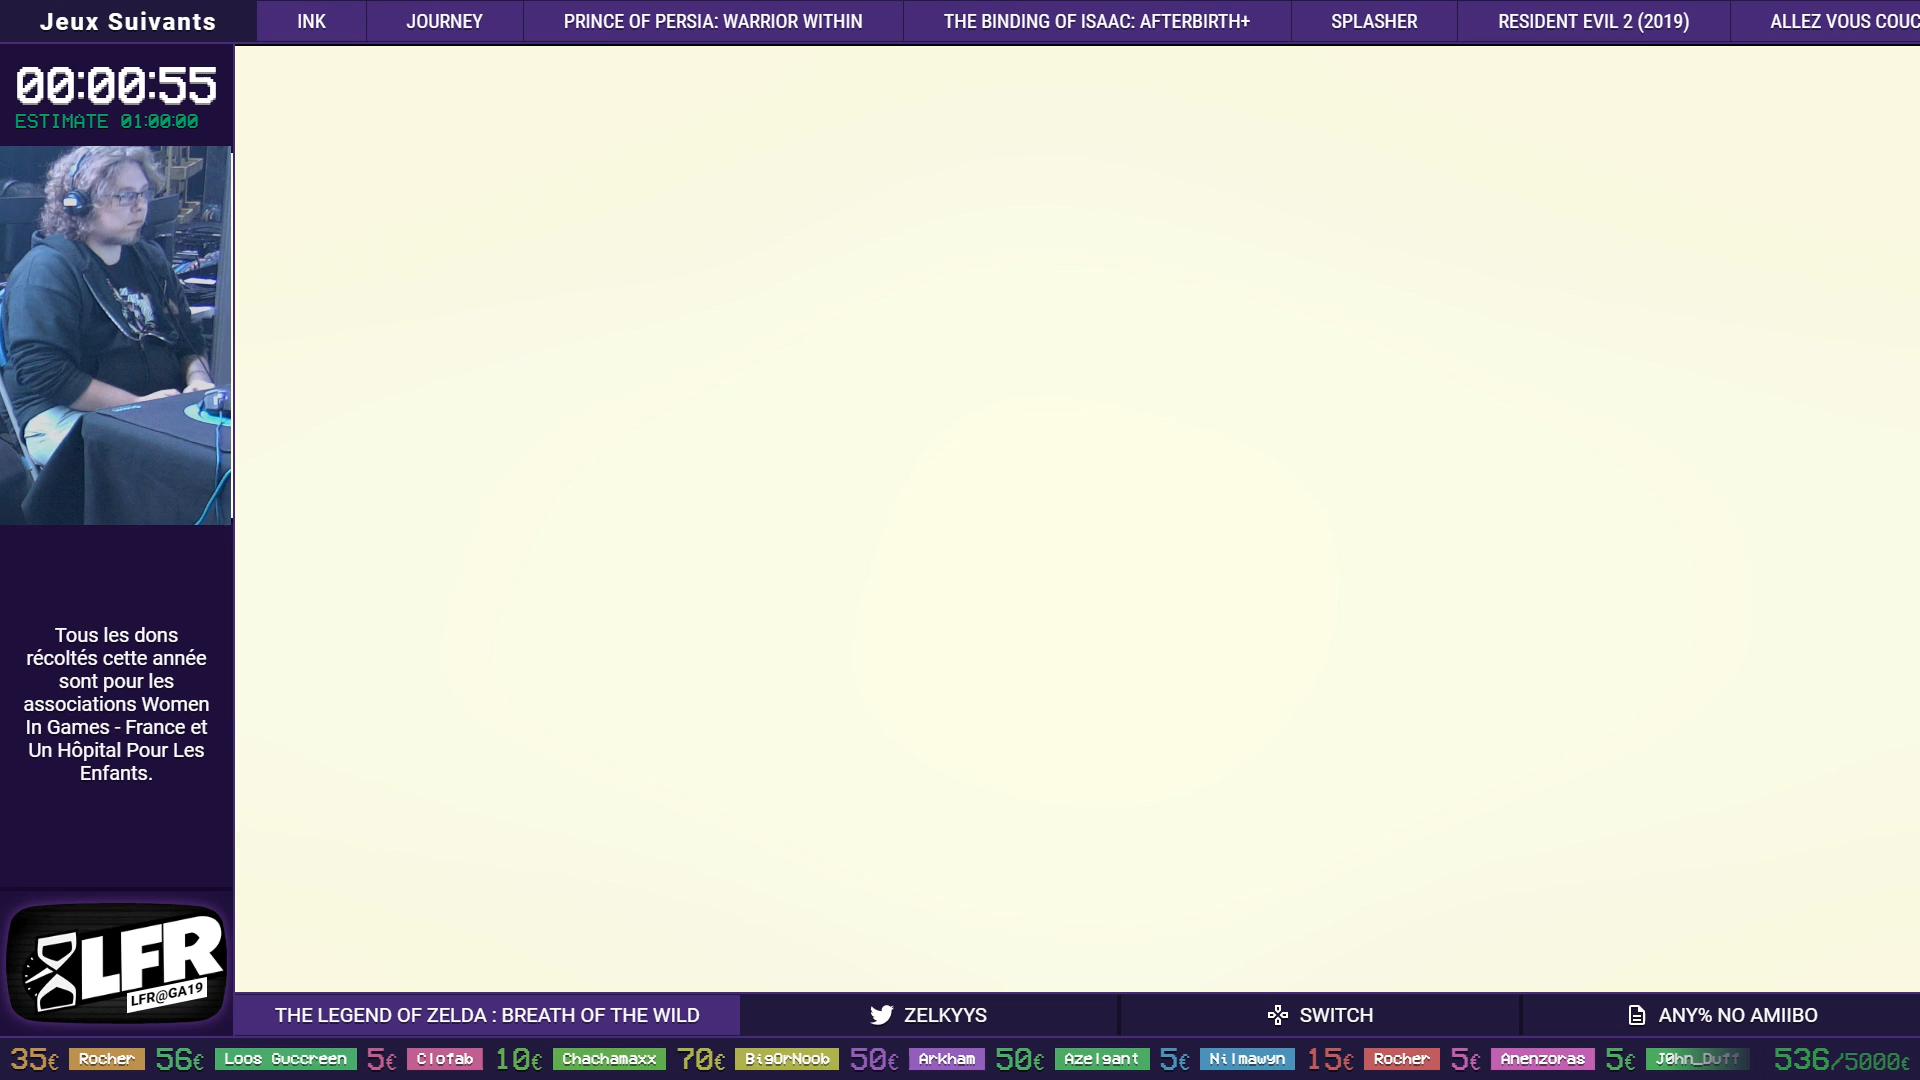 Jeux Suivants
INK
JOURNEY
PRINCE OF PERSIA: WARRIOR WITHIN
THE BINDING OF ISAAC: AFTERBIRTH+
SPLASHER
RESIDENT EVIL 2 (2019)
ALLEZ VOUS COUC
00:00:55
ESTIMATE 01:00:00
Tous les dons
récoltés cette année
sont pour les
associations Women
In Games - France et
Un Hôpital Pour Les
Enfants.
LFR
LFR@GA19
THE LEGEND OF ZELDA : BREATH OF THE WILD
ZELKYYS
SWITCH
ANY% NO AMIIBO
35€ Rocher 56€ Loos Guccreen 5€ Clofab 10€ Chachamaxx 70€ BigOrNoob 50€ Arkham 50€ Azelgant 5€ Nilmawyn 15€ Rocher 5€ Anenzoras 5€ J0hn_Duff 536/5000€